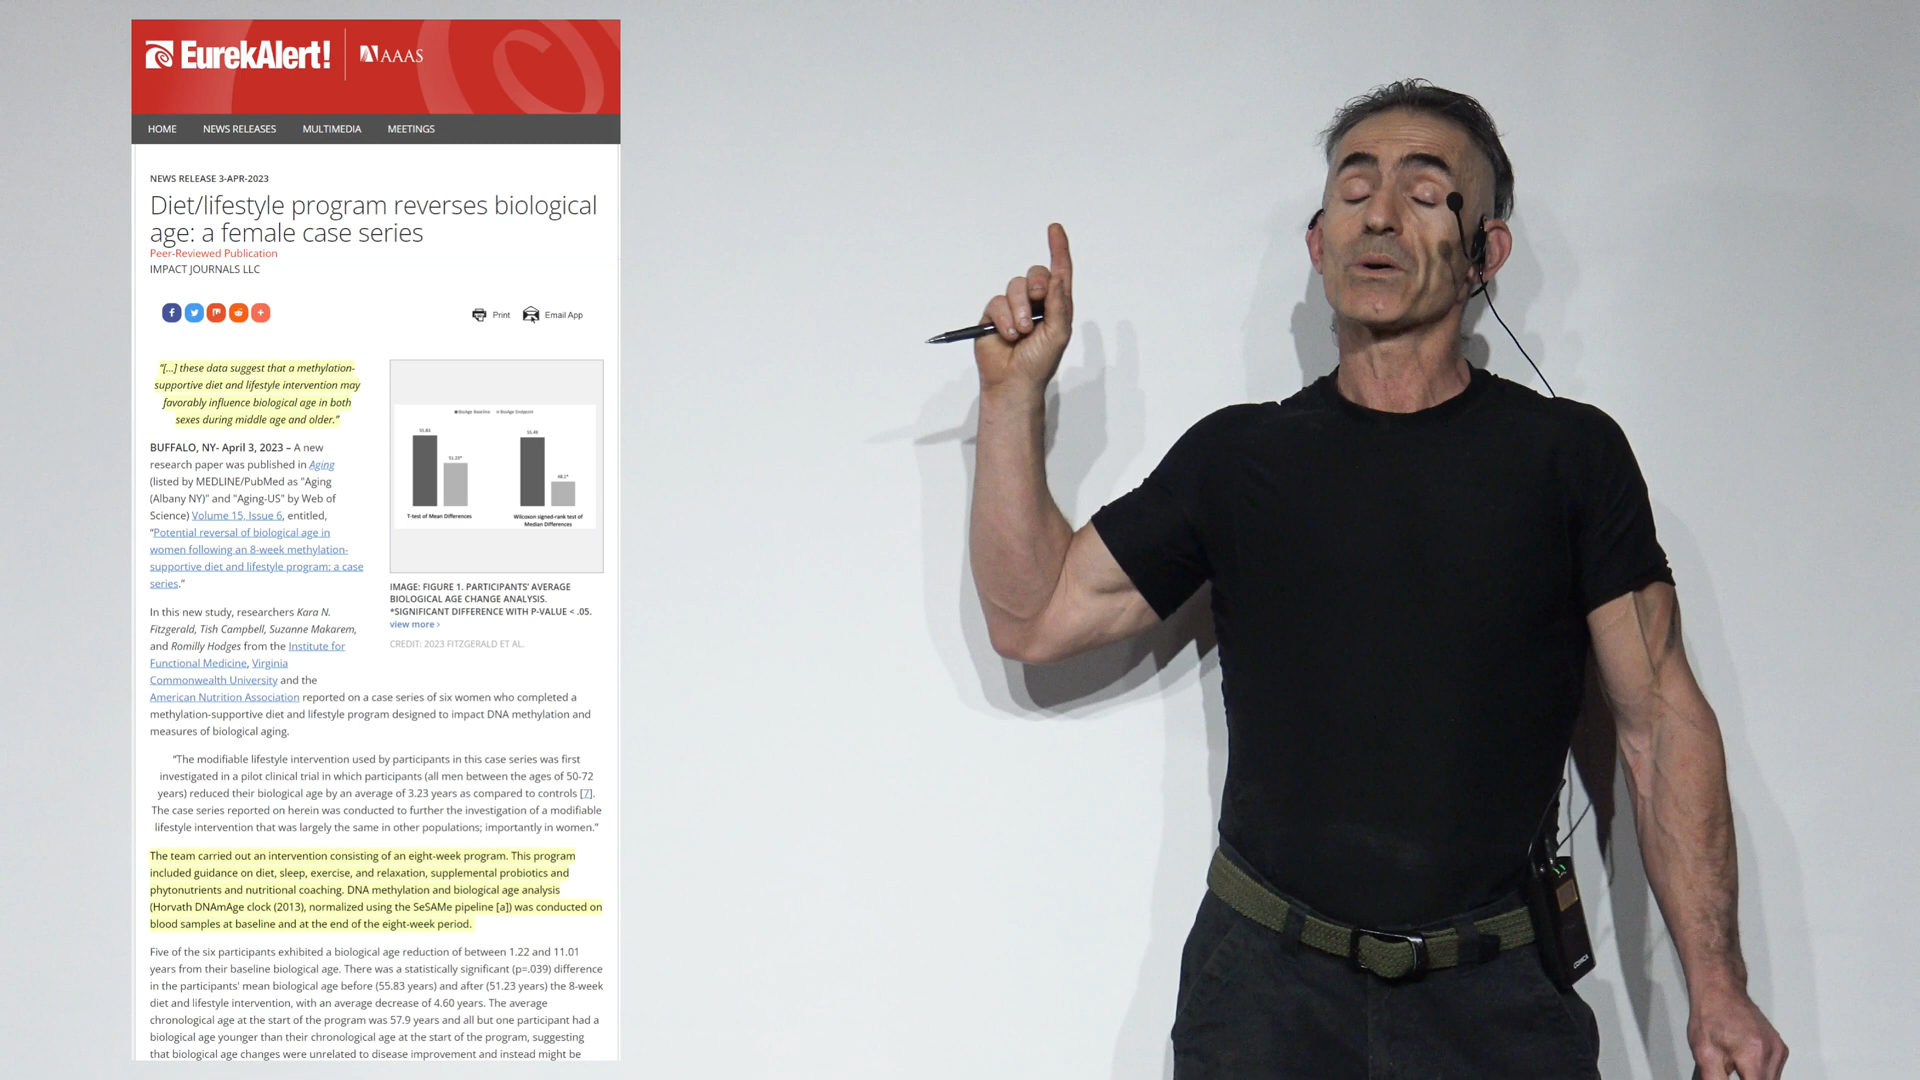 EurekAlert! AAAS
HOME NEWS RELEASES MULTIMEDIA MEETINGS
NEWS RELEASE 3-APR-2023
Diet/lifestyle program reverses biological
age: a female case series
Peer-Reviewed Publication
IMPACT JOURNALS LLC
Print Email App
“[...] these data suggest that a methylation-
supportive diet and lifestyle intervention may
favorably influence biological age in both
sexes during middle age and older.”
BUFFALO, NY- April 3, 2023 – A new
research paper was published in Aging
(listed by MEDLINE/PubMed as "Aging
(Albany NY)" and "Aging-US" by Web of
Science) Volume 15, Issue 6, entitled,
“Potential reversal of biological age in
women following an 8-week methylation-
supportive diet and lifestyle program: a case
series.”
BioAge Baseline BioAge Endpoint
55.83
51.23*
55.49
48.1*
T-test of Mean Differences
Wilcoxon signed-rank test of
Median Differences
IMAGE: FIGURE 1. PARTICIPANTS’ AVERAGE
BIOLOGICAL AGE CHANGE ANALYSIS.
*SIGNIFICANT DIFFERENCE WITH P-VALUE < .05.
view more >
CREDIT: 2023 FITZGERALD ET AL.
In this new study, researchers Kara N.
Fitzgerald, Tish Campbell, Suzanne Makarem,
and Romilly Hodges from the Institute for
Functional Medicine, Virginia
Commonwealth University and the
American Nutrition Association reported on a case series of six women who completed a
methylation-supportive diet and lifestyle program designed to impact DNA methylation and
measures of biological aging.
“The modifiable lifestyle intervention used by participants in this case series was first
investigated in a pilot clinical trial in which participants (all men between the ages of 50-72
years) reduced their biological age by an average of 3.23 years as compared to controls [7].
The case series reported on herein was conducted to further the investigation of a modifiable
lifestyle intervention that was largely the same in other populations; importantly in women.”
The team carried out an intervention consisting of an eight-week program. This program
included guidance on diet, sleep, exercise, and relaxation, supplemental probiotics and
phytonutrients and nutritional coaching. DNA methylation and biological age analysis
(Horvath DNAmAge clock (2013), normalized using the SeSAMe pipeline [a]) was conducted on
blood samples at baseline and at the end of the eight-week period.
Five of the six participants exhibited a biological age reduction of between 1.22 and 11.01
years from their baseline biological age. There was a statistically significant (p=.039) difference
in the participants’ mean biological age before (55.83 years) and after (51.23 years) the 8-week
diet and lifestyle intervention, with an average decrease of 4.60 years. The average
chronological age at the start of the program was 57.9 years and all but one participant had a
biological age younger than their chronological age at the start of the program, suggesting
that biological age changes were unrelated to disease improvement and instead might be
COMICA